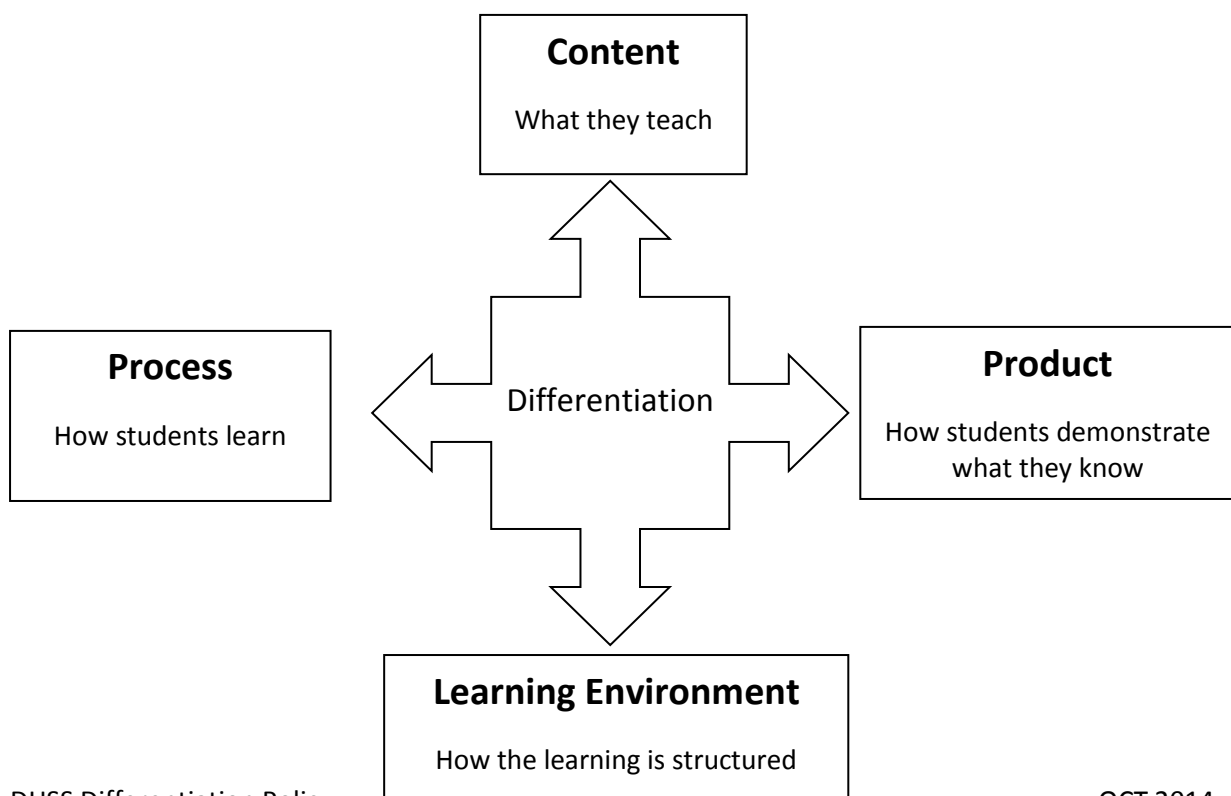 Content
What they teach
Process
How students learn
Differentiation
Product
How students demonstrate
what they know
Learning Environment
How the learning is structured
DHSS Differentiation
OCT 2014